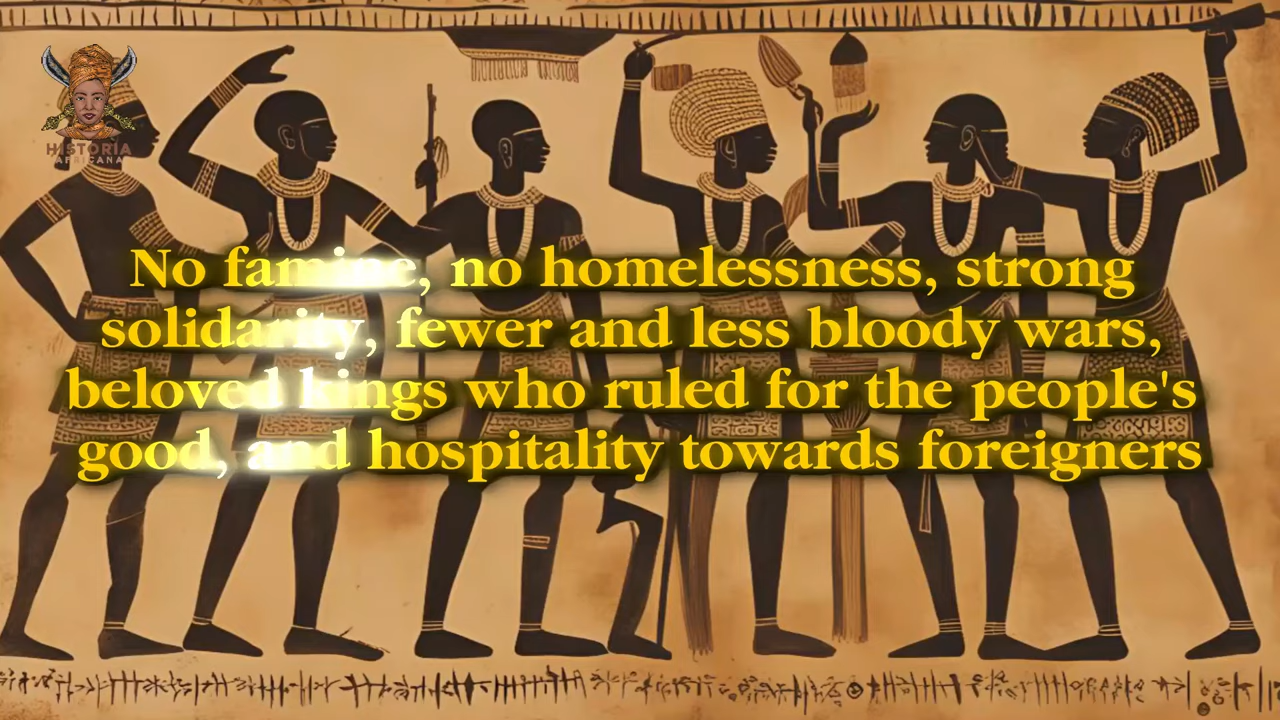 HISTORIA
AFRICANA
No famine, no homelessness, strong
solidarity, fewer and less bloody wars,
beloved kings who ruled for the people's
good, and hospitality towards foreigners